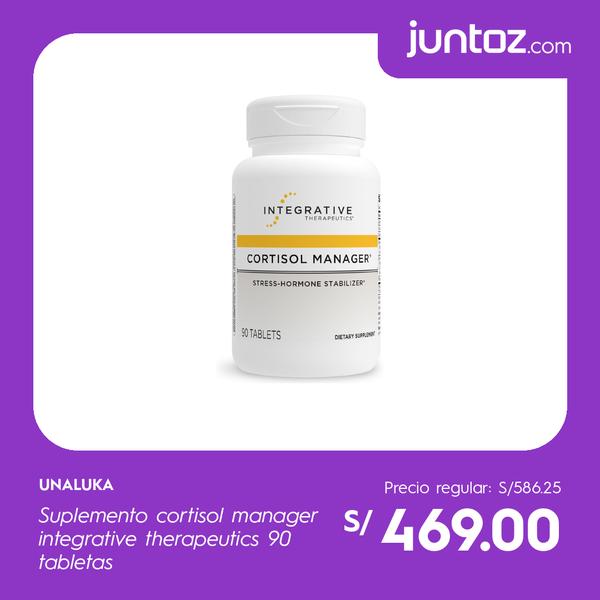 juntoz.com
INTEGRATIVE
THERAPEUTICS®
CORTISOL MANAGER®
STRESS-HORMONE STABILIZER*
90 TABLETS
DIETARY SUPPLEMENT
UNALUKA
Suplemento cortisol manager
integrative therapeutics 90
tabletas
Precio regular: S/586.25
S/ 469.00